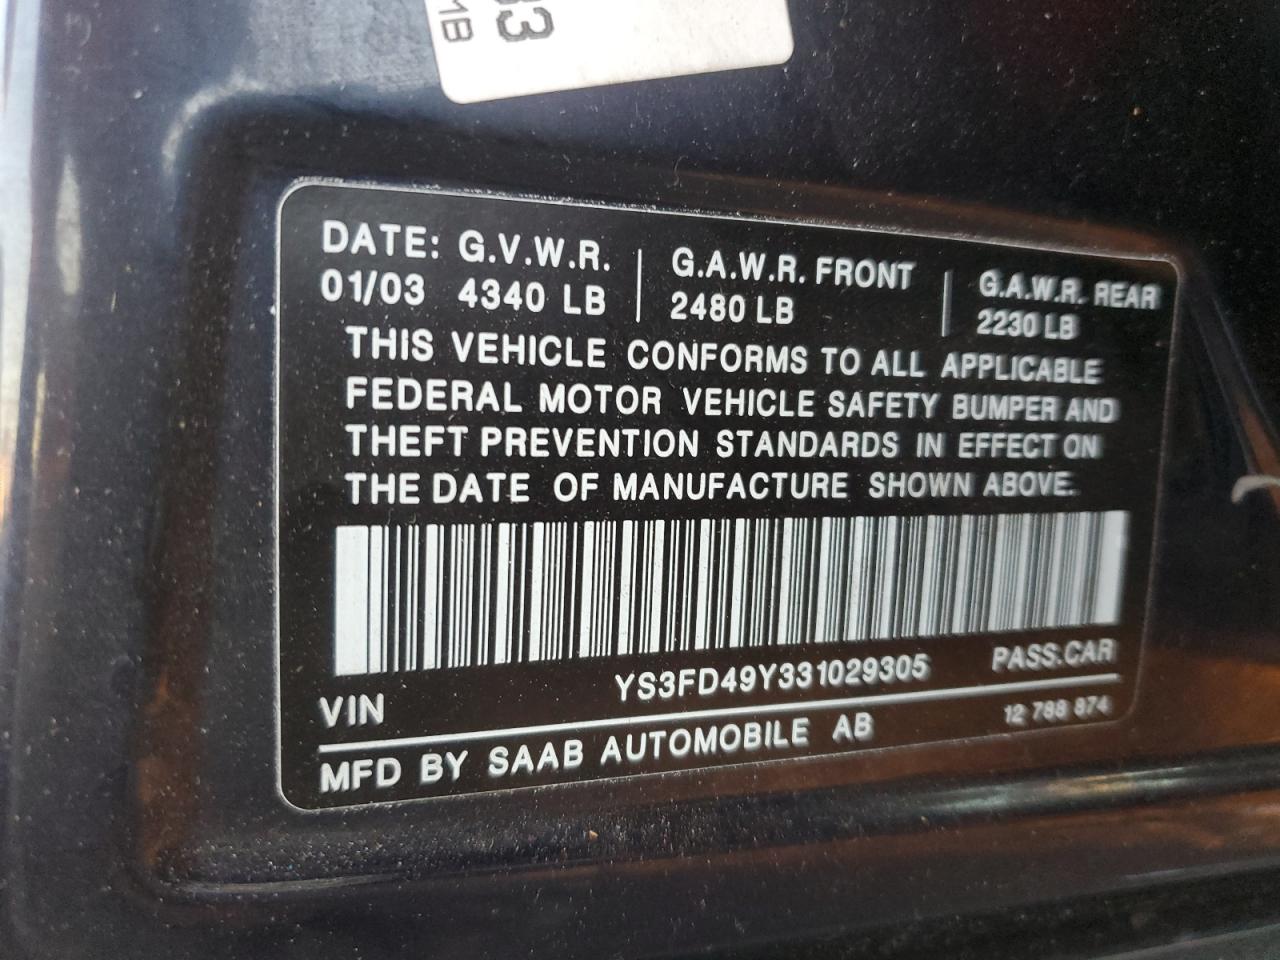 33
MB
DATE: G.V.W.R. G.A.W.R. FRONT G.A.W.R. REAR
01/03 4340 LB 2480 LB 2230 LB
THIS VEHICLE CONFORMS TO ALL APPLICABLE
FEDERAL MOTOR VEHICLE SAFETY BUMPER AND
THEFT PREVENTION STANDARDS IN EFFECT ON
THE DATE OF MANUFACTURE SHOWN ABOVE.
VIN YS3FD49Y331029305 PASS.CAR
MFD BY SAAB AUTOMOBILE AB 12 788 874